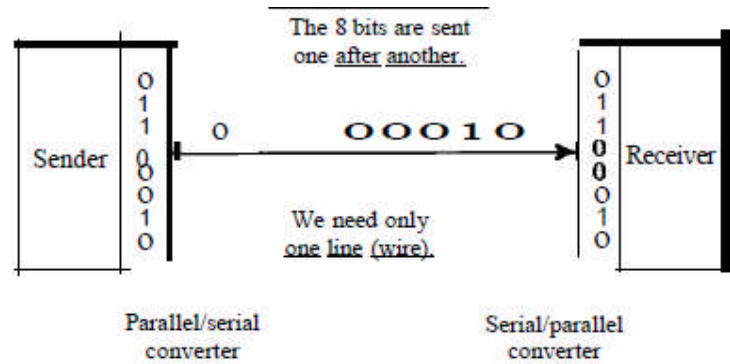 The 8 bits are sent
one after another.
0
1
1
0
0
0
1
0
Sender
0 00010
0
1
1
0
0
0
1
0
Receiver
We need only
one line (wire).
Parallel/serial
converter
Serial/parallel
converter